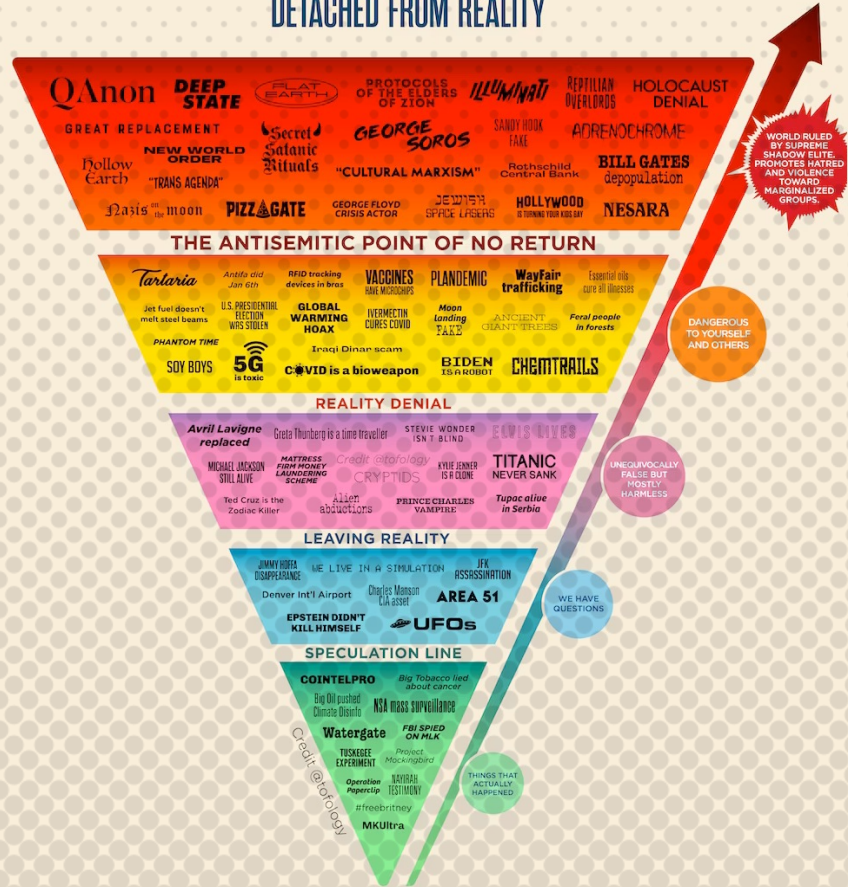 DETACHED FROM REALITY
QAnon
DEEP
STATE
FLAT
EARTH
PROTOCOLS
OF THE ELDERS
OF ZION
ILLUMINATI
REPTILIAN
OVERLORDS
HOLOCAUST
DENIAL
GREAT REPLACEMENT
NEW WORLD
ORDER
Secret
Satanic
Rituals
GEORGE
SOROS
SANDY HOOK
FAKE
ADRENOCHROME
Hollow
Earth
"TRANS AGENDA"
"CULTURAL MARXISM"
Rothschild
Central Bank
BILL GATES
depopulation
Nazis on the moon
PIZZAGATE
GEORGE FLOYD
CRISIS ACTOR
JEWISH
SPACE LASERS
HOLLYWOOD
IS TURNING YOUR KIDS GAY
NESARA
WORLD RULED
BY SUPREME
SHADOW ELITE.
PROMOTES HATRED
AND VIOLENCE
TOWARD
MARGINALIZED
GROUPS.
THE ANTISEMITIC POINT OF NO RETURN
Tartaria
Antifa did
Jan 6th
RFID tracking
devices in bras
VACCINES
HAVE MICROCHIPS
PLANDEMIC
WayFair
trafficking
Essential oils
cure all illnesses
Jet fuel doesn't
melt steel beams
U.S. PRESIDENTIAL
ELECTION
WAS STOLEN
GLOBAL
WARMING
HOAX
IVERMECTIN
CURES COVID
Moon
landing
FAKE
ANCIENT
GIANT TREES
Feral people
in forests
PHANTOM TIME
SOY BOYS
5G
is toxic
Iraqi Dinar scam
COVID is a bioweapon
BIDEN
IS A ROBOT
CHEMTRAILS
DANGEROUS
TO YOURSELF
AND OTHERS
REALITY DENIAL
Avril Lavigne
replaced
Greta Thunberg is a time traveller
STEVIE WONDER
ISN'T BLIND
ELVIS LIVES
MICHAEL JACKSON
STILL ALIVE
MATTRESS
FIRM MONEY
LAUNDERING
SCHEME
Credit @tofology
CRYPTIDS
KYLIE JENNER
IS A CLONE
TITANIC
NEVER SANK
Ted Cruz is the
Zodiac Killer
Alien
abductions
PRINCE CHARLES
VAMPIRE
Tupac alive
in Serbia
UNEQUIVOCALLY
FALSE BUT
MOSTLY
HARMLESS
LEAVING REALITY
JIMMY HOFFA
DISAPPEARANCE
WE LIVE IN A SIMULATION
JFK
ASSASSINATION
Denver Int'l Airport
Charles Manson
CIA asset
AREA 51
EPSTEIN DIDN'T
KILL HIMSELF
UFOs
WE HAVE
QUESTIONS
SPECULATION LINE
COINTELPRO
Big Tobacco lied
about cancer
Big Oil pushed
Climate Disinfo
NSA mass surveillance
Watergate
FBI SPIED
ON MLK
TUSKEGEE
EXPERIMENT
Project
Mockingbird
Operation
Paperclip
NAYIRAH
TESTIMONY
#freebritney
MKUltra
THINGS THAT
ACTUALLY
HAPPENED
Credit @tofology